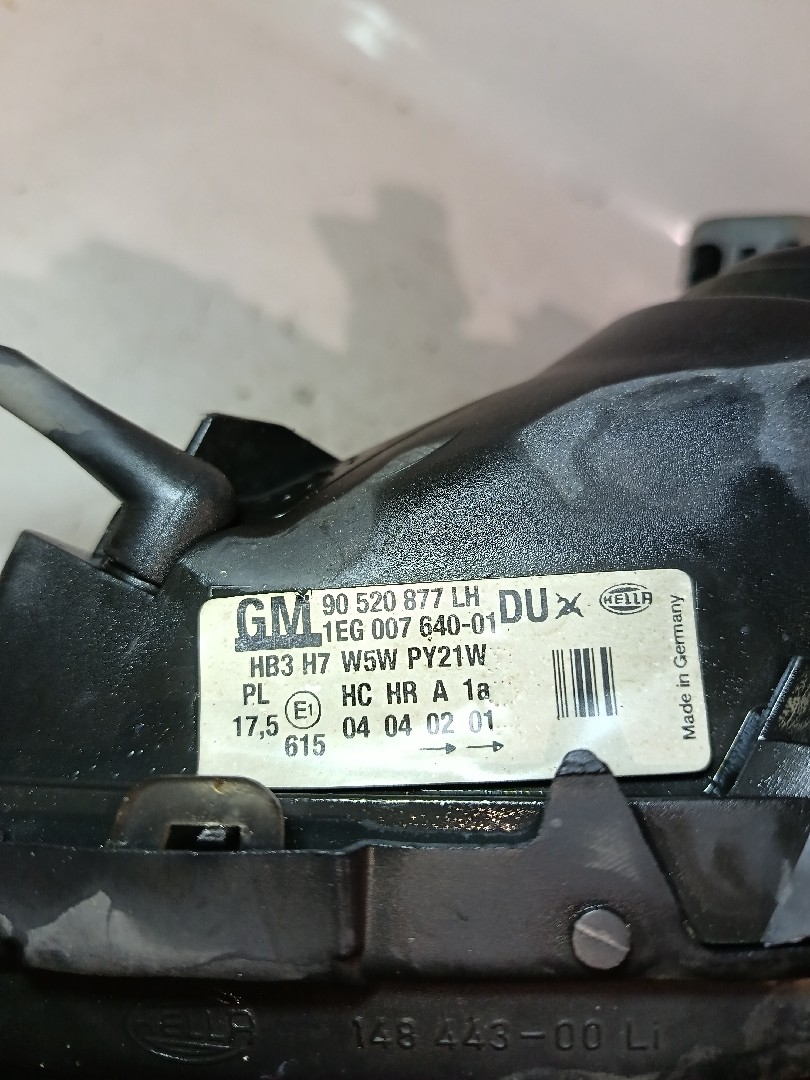 GM 90 520 877 LH
1EG 007 640-01 DUX HELLA
HB3 H7 W5W PY21W
PL HC HR A 1a
17,5 E1 04 04 02 01
615 → →
Made in Germany
HELLA 148 443-00 Li